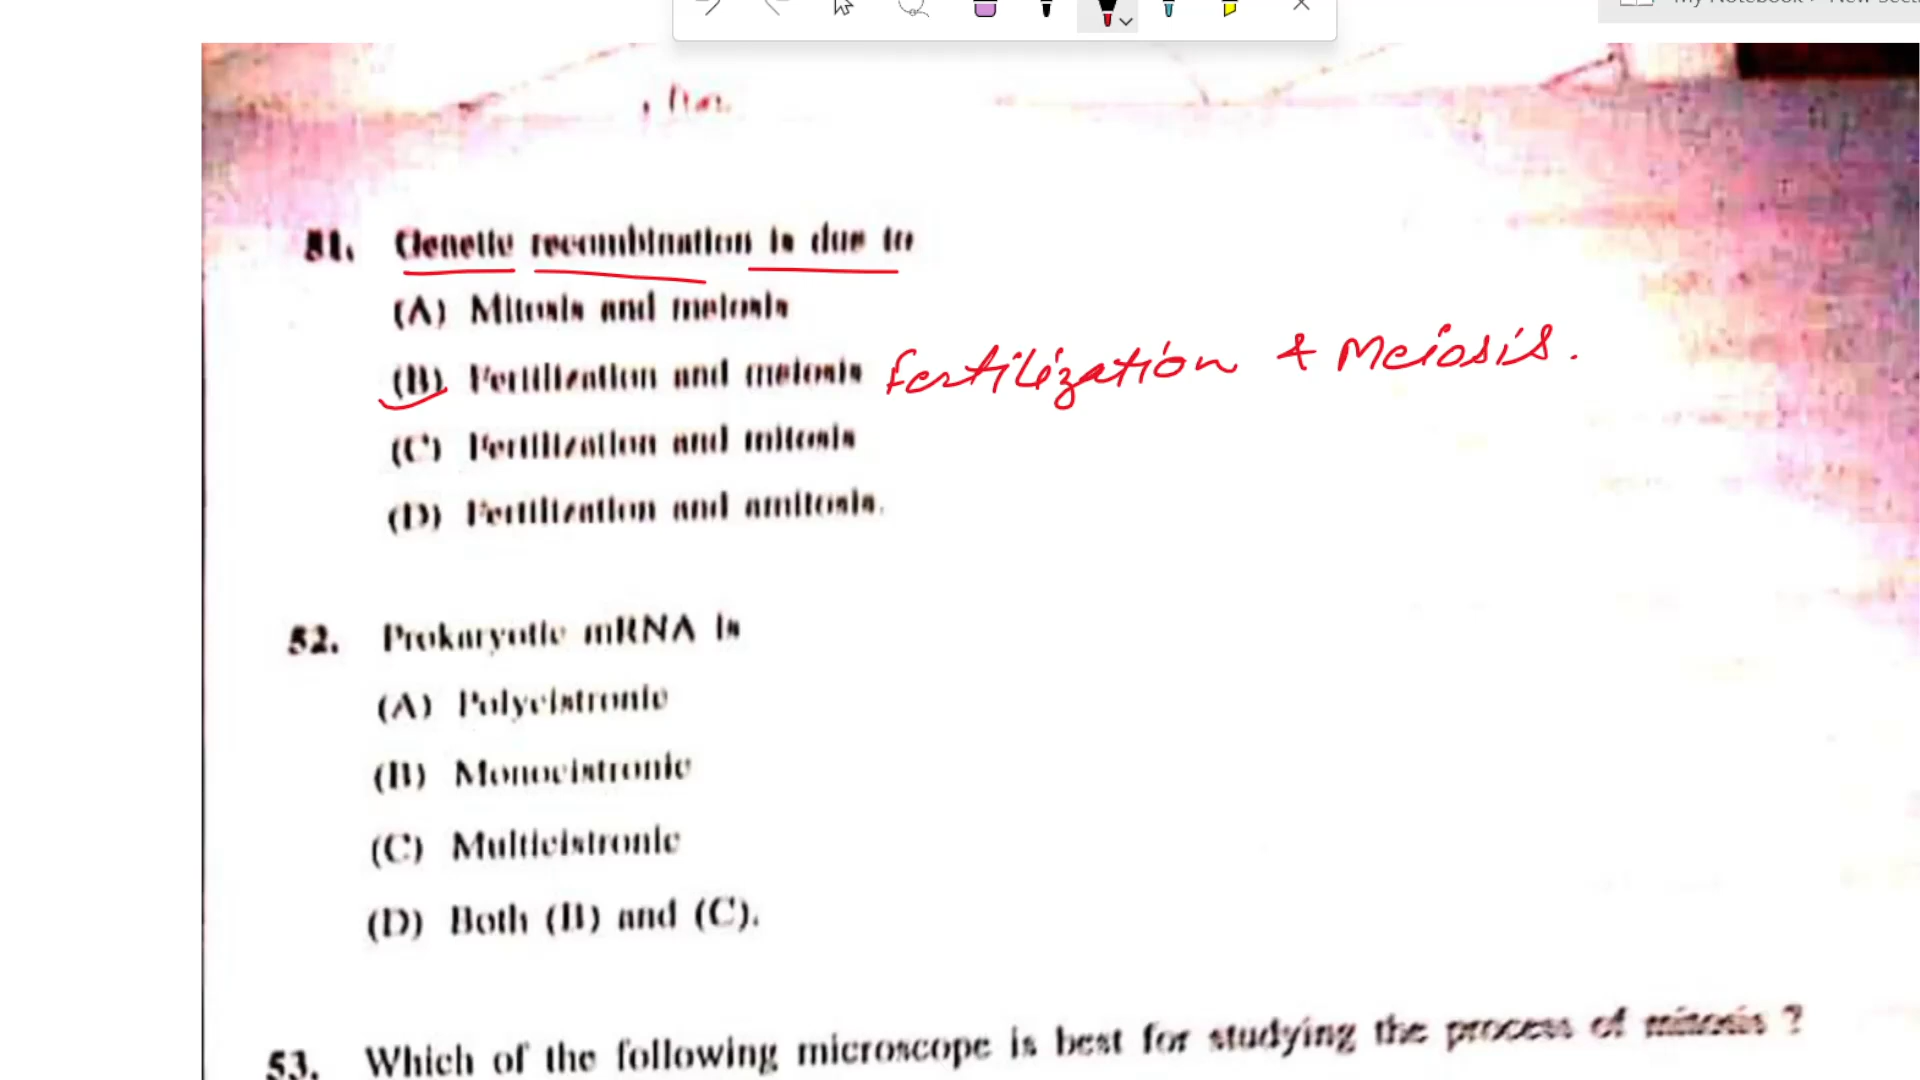 51. Genetic recombination is due to
(A) Mitosis and meiosis
(B) Fertilization and meiosis Fertilization & Meiosis.
(C) Fertilization and mitosis
(D) Fertilization and amitosis.
52. Prokaryotic mRNA is
(A) Polycistronic
(B) Monocistronic
(C) Multicistronic
(D) Both (B) and (C).
53. Which of the following microscope is best for studying the process of mitosis ?